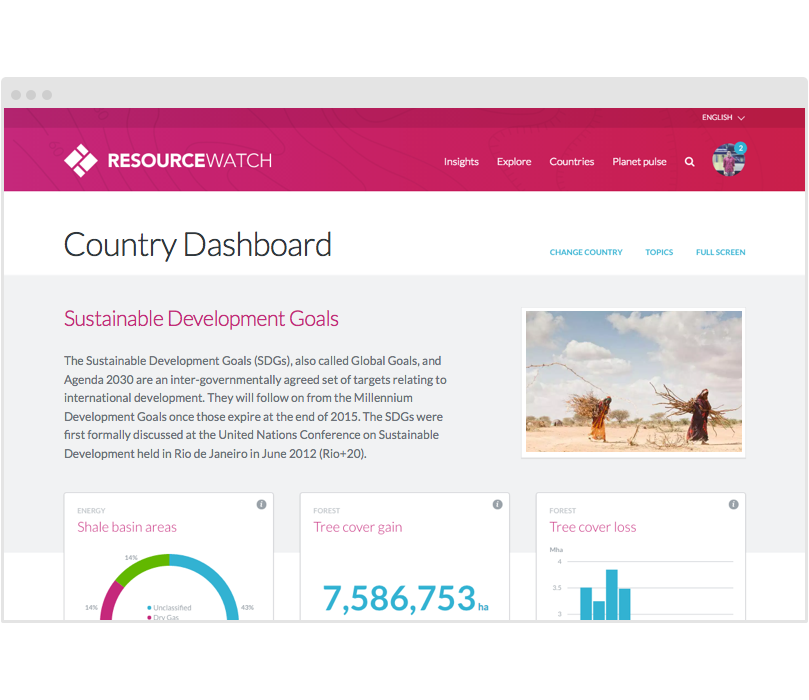 ENGLISH
RESOURCEWATCH
Insights Explore Countries Planet pulse
2
Country Dashboard
CHANGE COUNTRY TOPICS FULL SCREEN
Sustainable Development Goals
The Sustainable Development Goals (SDGs), also called Global Goals, and
Agenda 2030 are an inter-governmentally agreed set of targets relating to
international development. They will follow on from the Millennium
Development Goals once those expire at the end of 2015. The SDGs were
first formally discussed at the United Nations Conference on Sustainable
Development held in Rio de Janeiro in June 2012 (Rio+20).
ENERGY
Shale basin areas
14%
14%
43%
Unclassified
Dry Gas
FOREST
Tree cover gain
7,586,753 ha
FOREST
Tree cover loss
Mha
4
3.5
3